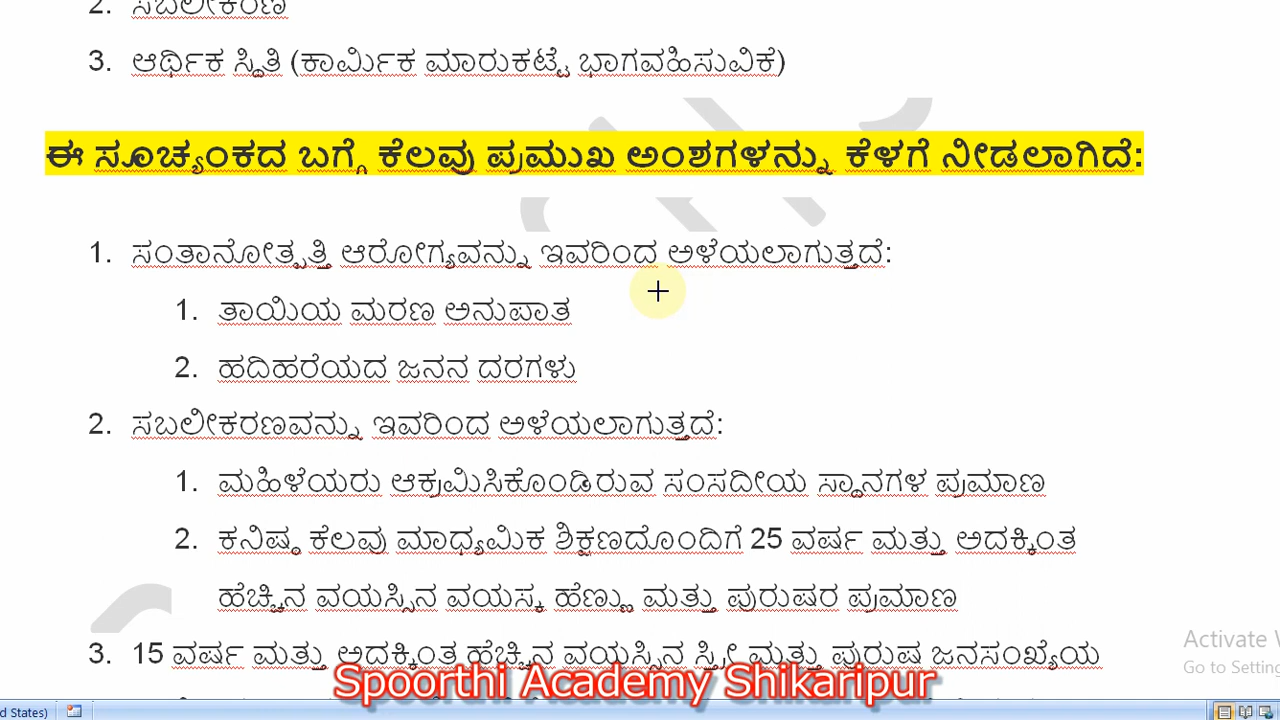 2. ಸಬಲೀಕರಣ
3. ಆರ್ಥಿಕ ಸ್ಥಿತಿ (ಕಾರ್ಮಿಕ ಮಾರುಕಟ್ಟೆ ಭಾಗವಹಿಸುವಿಕೆ)
ಈ ಸೂಚ್ಯಂಕದ ಬಗ್ಗೆ ಕೆಲವು ಪ್ರಮುಖ ಅಂಶಗಳನ್ನು ಕೆಳಗೆ ನೀಡಲಾಗಿದೆ:
1. ಸಂತಾನೋತ್ಪತ್ತಿ ಆರೋಗ್ಯವನ್ನು ಇವರಿಂದ ಅಳೆಯಲಾಗುತ್ತದೆ:
1. ತಾಯಿಯ ಮರಣ ಅನುಪಾತ
2. ಹದಿಹರೆಯದ ಜನನ ದರಗಳು
2. ಸಬಲೀಕರಣವನ್ನು ಇವರಿಂದ ಅಳೆಯಲಾಗುತ್ತದೆ:
1. ಮಹಿಳೆಯರು ಆಕ್ರಮಿಸಿಕೊಂಡಿರುವ ಸಂಸದೀಯ ಸ್ಥಾನಗಳ ಪ್ರಮಾಣ
2. ಕನಿಷ್ಠ ಕೆಲವು ಮಾಧ್ಯಮಿಕ ಶಿಕ್ಷಣದೊಂದಿಗೆ 25 ವರ್ಷ ಮತ್ತು ಅದಕ್ಕಿಂತ
ಹೆಚ್ಚಿನ ವಯಸ್ಸಿನ ವಯಸ್ಕ ಹೆಣ್ಣು ಮತ್ತು ಪುರುಷರ ಪ್ರಮಾಣ
3. 15 ವರ್ಷ ಮತ್ತು ಅದಕ್ಕಿಂತ ಹೆಚ್ಚಿನ ವಯಸ್ಸಿನ ಸ್ತ್ರೀ ಮತ್ತು ಪುರುಷ ಜನಸಂಖ್ಯೆಯ
Spoorthi Academy Shikaripur
Activate
Go to Setting
d States)